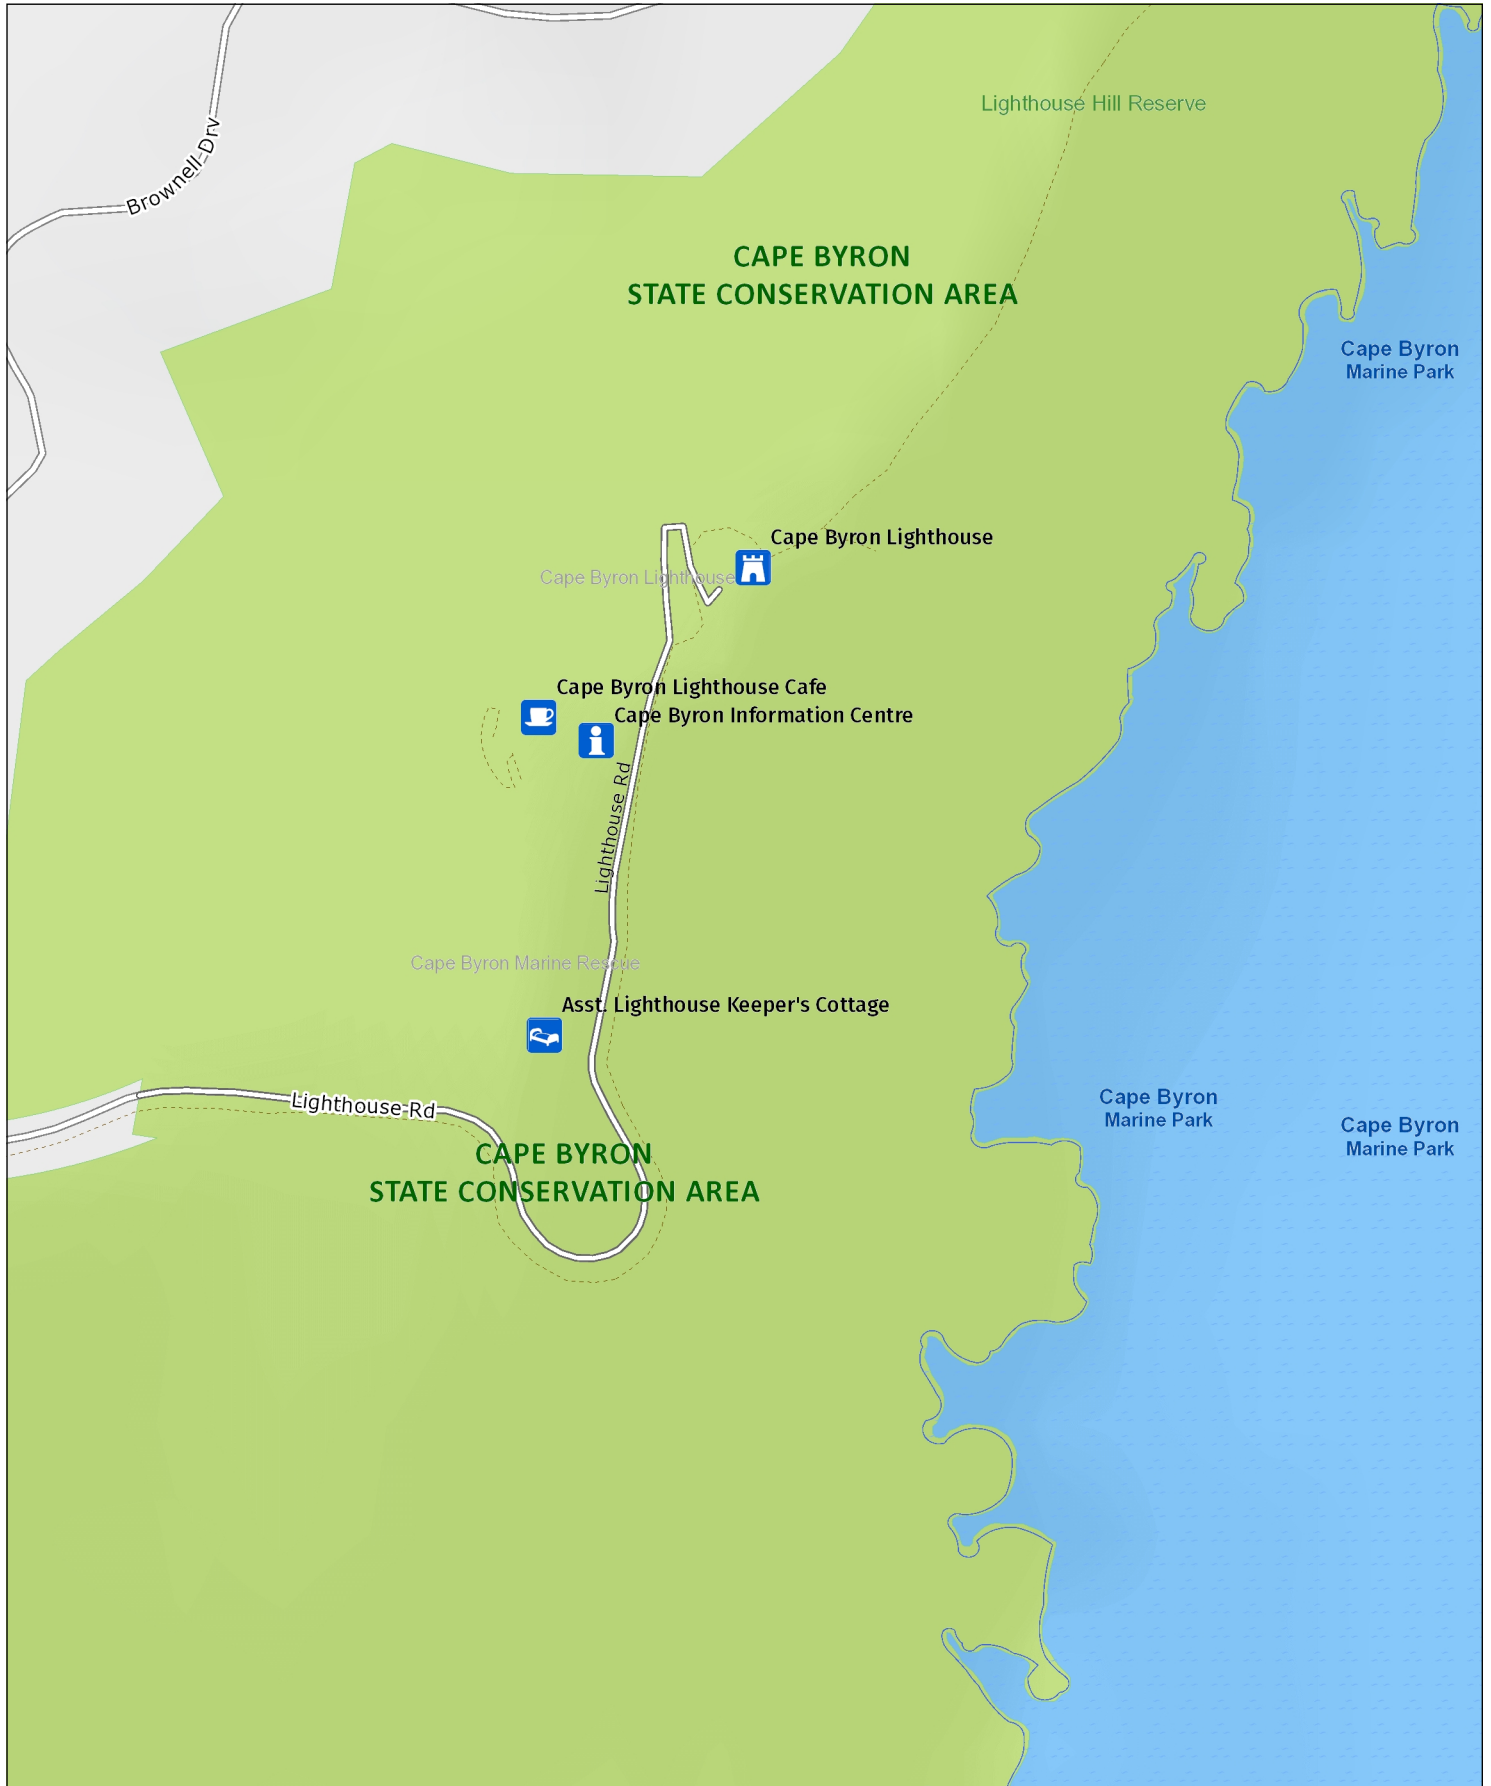 Lighthouse Hill Reserve
Brownell Drv
CAPE BYRON
STATE CONSERVATION AREA
Cape Byron
Marine Park
Cape Byron Lighthouse
Cape Byron Lighthouse
Cape Byron Lighthouse Cafe
Cape Byron Information Centre
Lighthouse Rd
Cape Byron Marine Rescue
Asst. Lighthouse Keeper's Cottage
Lighthouse Rd
Cape Byron
Marine Park
Cape Byron
Marine Park
CAPE BYRON
STATE CONSERVATION AREA